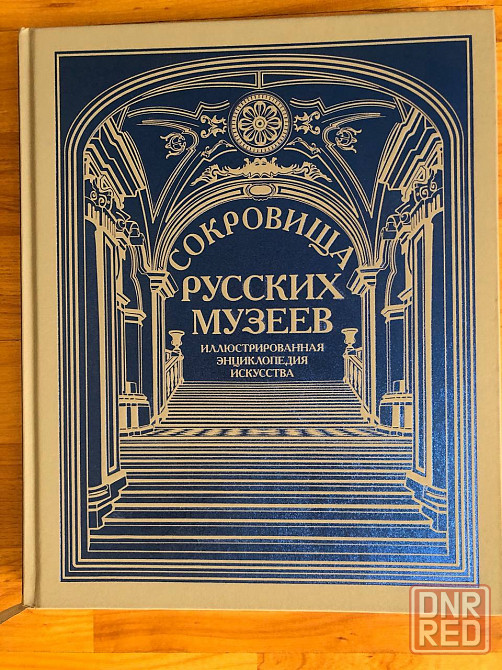 СОКРОВИЩА
РУССКИХ
МУЗЕЕВ
ИЛЛЮСТРИРОВАННАЯ
ЭНЦИКЛОПЕДИЯ
ИСКУССТВА
DNR
RED